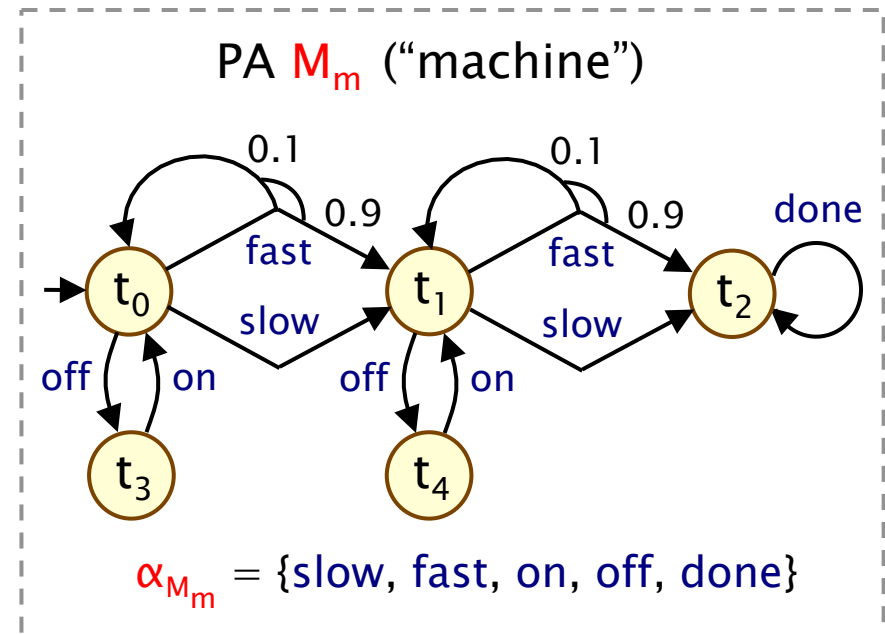 PA Mₘ (“machine”)
0.1
0.1
0.9
0.9
done
fast
fast
t₀
t₁
t₂
slow
slow
off
on
off
on
t₃
t₄
α_Mₘ = {slow, fast, on, off, done}